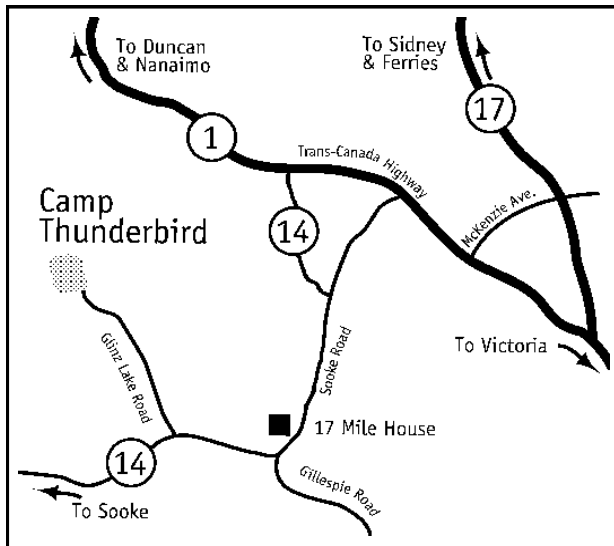 To Duncan
& Nanaimo
To Sidney
& Ferries
17
1
Trans-Canada Highway
McKenzie Ave.
Camp
Thunderbird
14
Glinz Lake Road
Sooke Road
To Victoria
17 Mile House
14
Gillespie Road
To Sooke